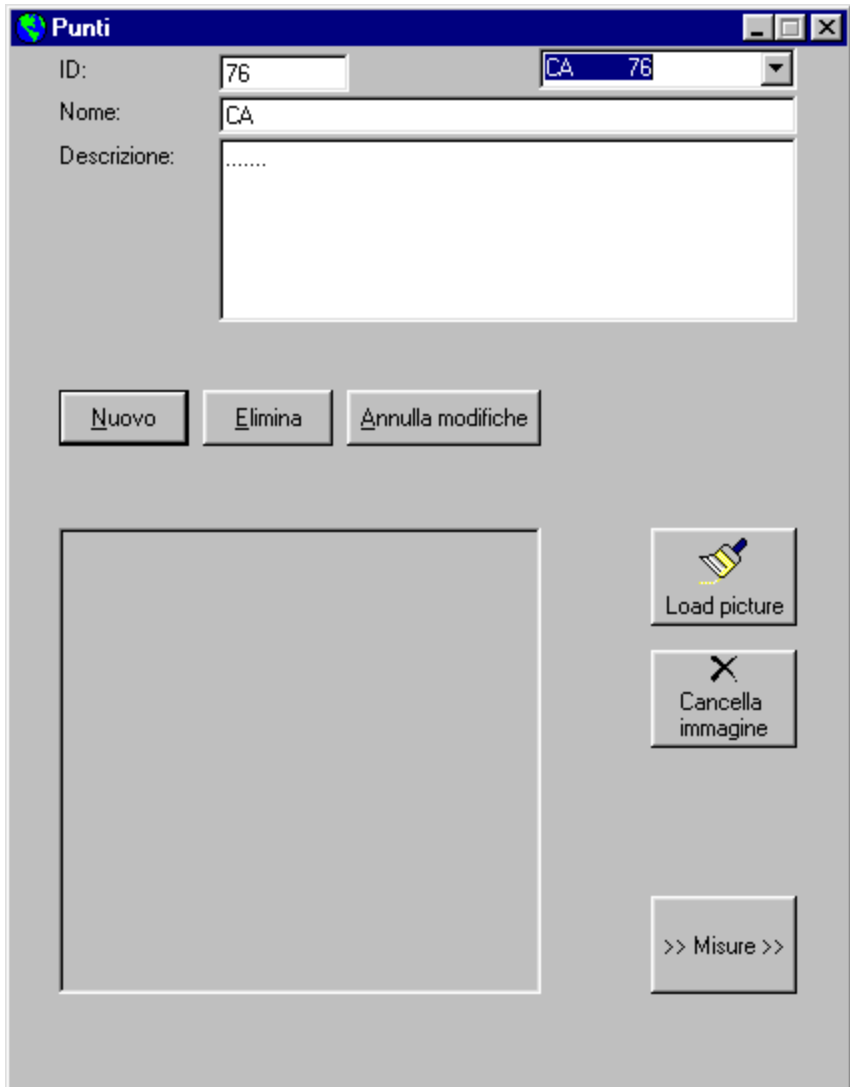 Punti
ID: 76 CA 76
Nome: CA
Descrizione: .......
Nuovo Elimina Annulla modifiche
Load picture
Cancella
immagine
>> Misure >>